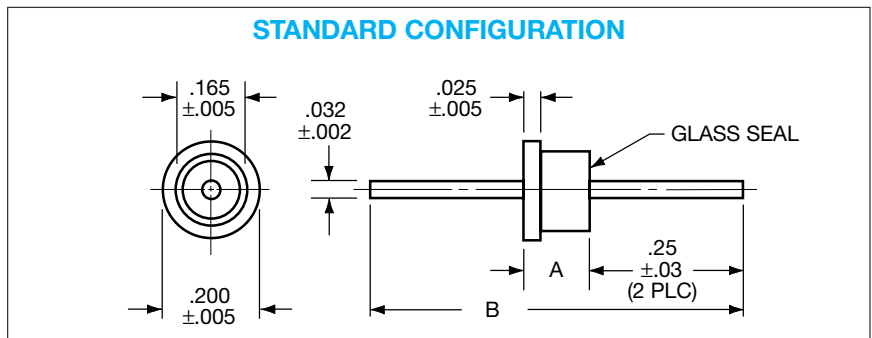 STANDARD CONFIGURATION
.165
±.005
.032
±.002
.025
±.005
GLASS SEAL
.200
±.005
A
.25
±.03
(2 PLC)
B